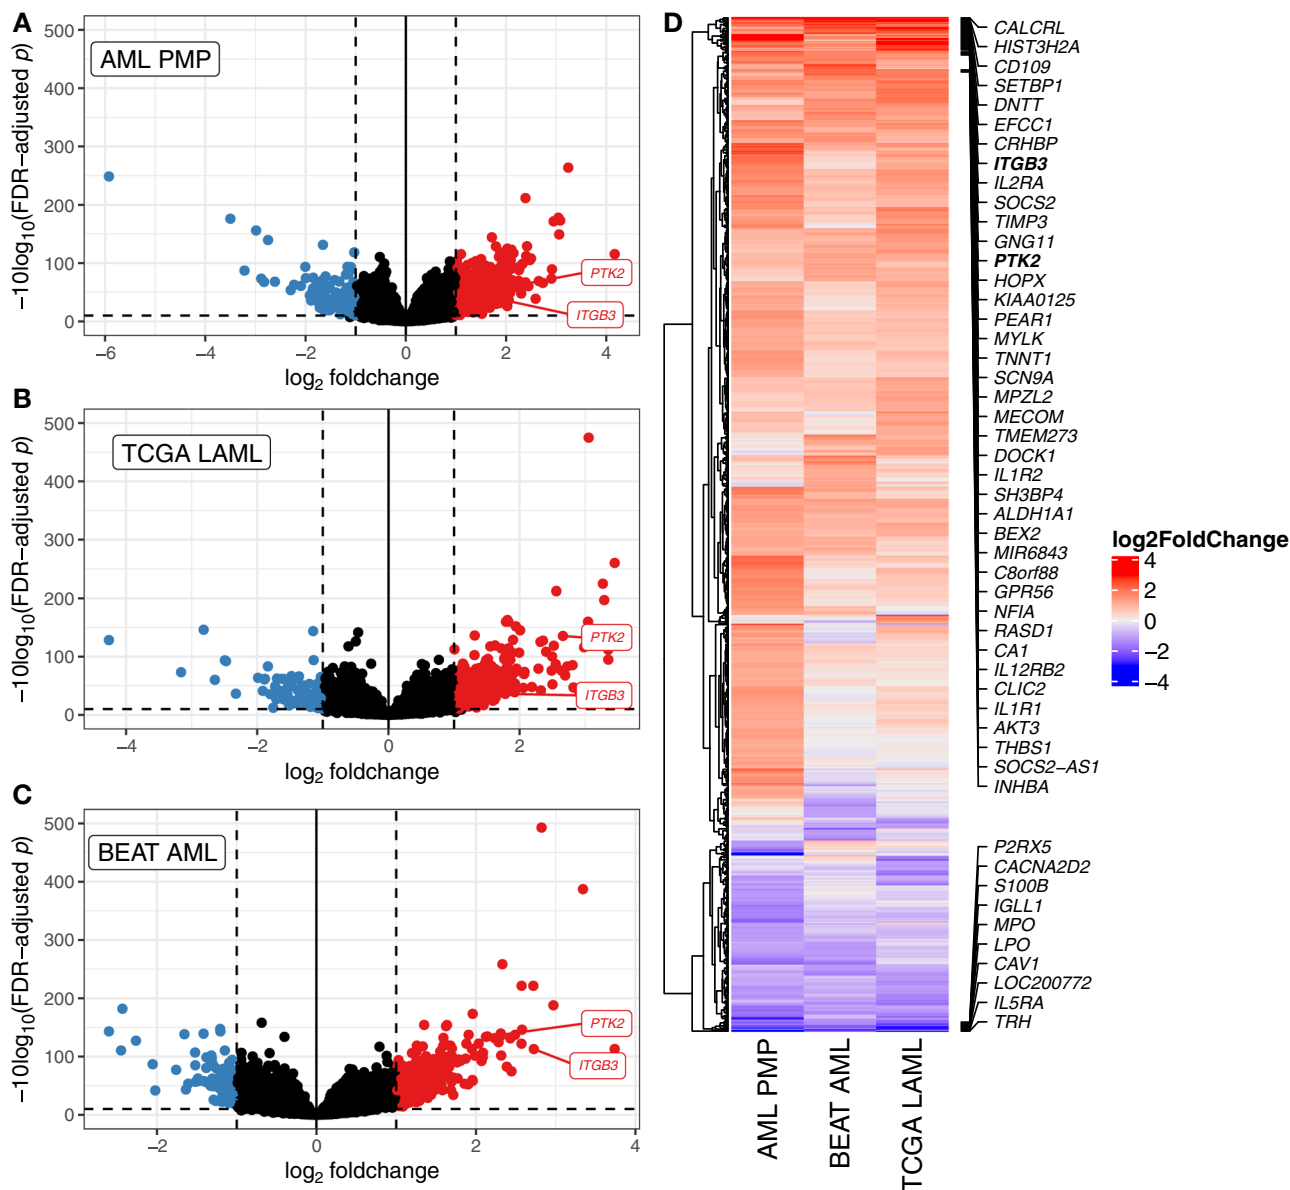 A
AML PMP
−10log10(FDR−adjusted p)
500
400
300
200
100
0
PTK2
ITGB3
−6
−4
−2
0
2
4
log2 foldchange
B
TCGA LAML
−10log10(FDR−adjusted p)
500
400
300
200
100
0
PTK2
ITGB3
−4
−2
0
2
log2 foldchange
C
BEAT AML
−10log10(FDR−adjusted p)
500
400
300
200
100
0
PTK2
ITGB3
−2
0
2
4
log2 foldchange
D
CALCRL
HIST3H2A
CD109
SETBP1
DNTT
EFCC1
CRHBP
ITGB3
IL2RA
SOCS2
TIMP3
GNG11
PTK2
HOPX
KIAA0125
PEAR1
MYLK
TNNT1
SCN9A
MPZL2
MECOM
TMEM273
DOCK1
IL1R2
SH3BP4
ALDH1A1
BEX2
MIR6843
C8orf88
GPR56
NFIA
RASD1
CA1
IL12RB2
CLIC2
IL1R1
AKT3
THBS1
SOCS2−AS1
INHBA
P2RX5
CACNA2D2
S100B
IGLL1
MPO
LPO
CAV1
LOC200772
IL5RA
TRH
AML PMP
BEAT AML
TCGA LAML
log2FoldChange
4
2
0
−2
−4